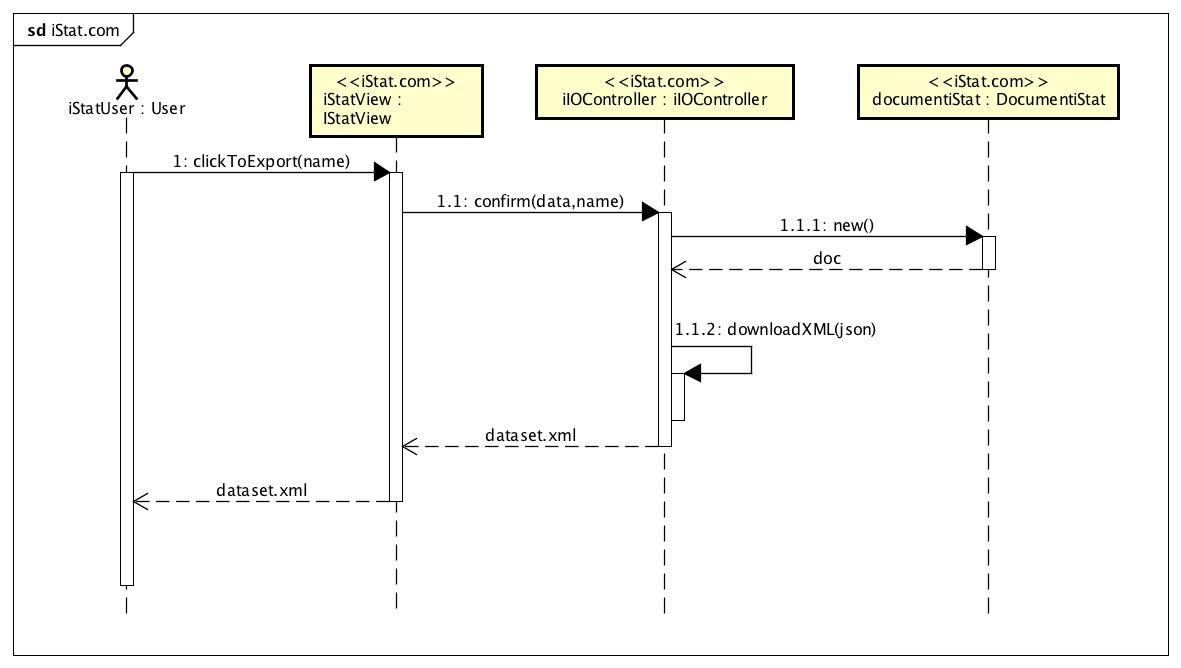 sd iStat.com
iStatUser : User
<<iStat.com>>
iStatView :
IStatView
<<iStat.com>>
iIOController : iIOController
<<iStat.com>>
documentiStat : DocumentiStat
1: clickToExport(name)
1.1: confirm(data,name)
1.1.1: new()
doc
1.1.2: downloadXML(json)
dataset.xml
dataset.xml